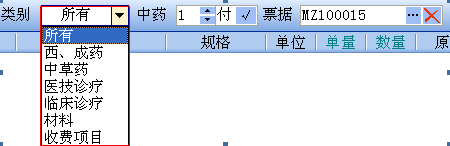 类别 所有 中药 1 付 √ 票据 MZ100015 ...
所有 规格 单位 单量 数量 原
西、成药
中草药
医技诊疗
临床诊疗
材料
收费项目